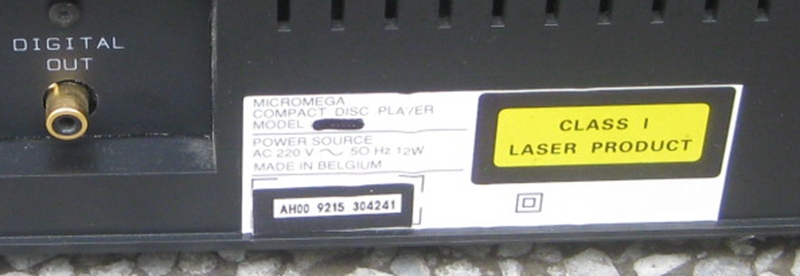 DIGITAL
OUT
MICROMEGA
COMPACT DISC PLAYER
MODEL
POWER SOURCE
AC 220 V ~ 50 Hz 12W
MADE IN BELGIUM
AH00 9215 304241
CLASS I
LASER PRODUCT